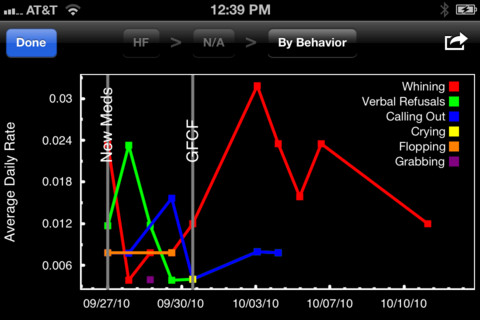 AT&T 12:39 PM
Done HF > N/A > By Behavior
Average Daily Rate
0.03
0.024
0.018
0.012
0.006
New Meds
GFCF
Whining
Verbal Refusals
Calling Out
Crying
Flopping
Grabbing
09/27/10 09/30/10 10/03/10 10/07/10 10/10/10